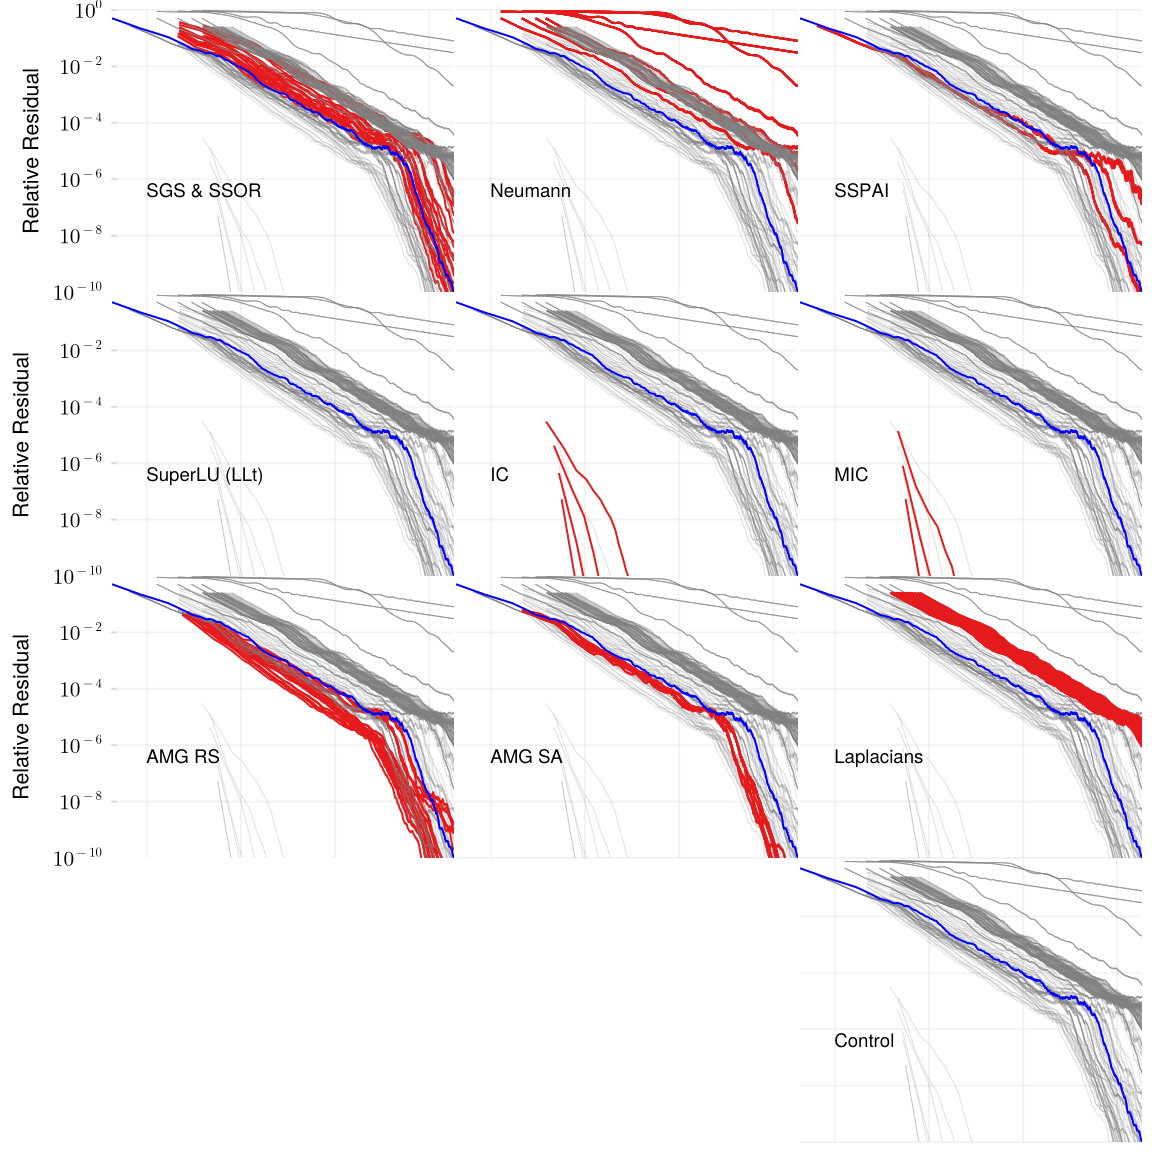 10^0
10^−2
10^−4
10^−6
10^−8
10^−10
Relative Residual
SGS & SSOR
Neumann
SSPAI
10^−2
10^−4
10^−6
10^−8
10^−10
Relative Residual
SuperLU (LLt)
IC
MIC
10^−2
10^−4
10^−6
10^−8
10^−10
Relative Residual
AMG RS
AMG SA
Laplacians
Control